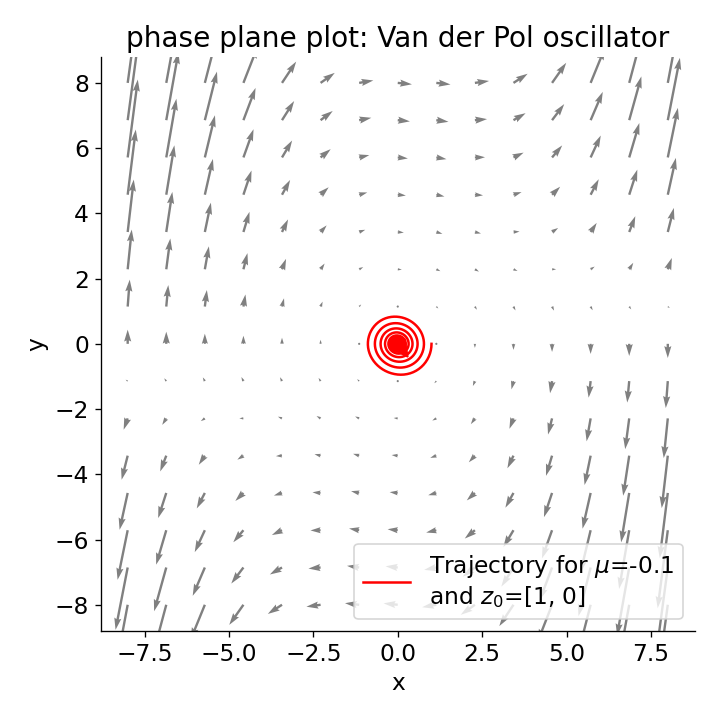 phase plane plot: Van der Pol oscillator
8
6
4
2
0
−2
−4
−6
−8
y
Trajectory for μ=-0.1
and z₀=[1, 0]
−7.5 −5.0 −2.5 0.0 2.5 5.0 7.5
x